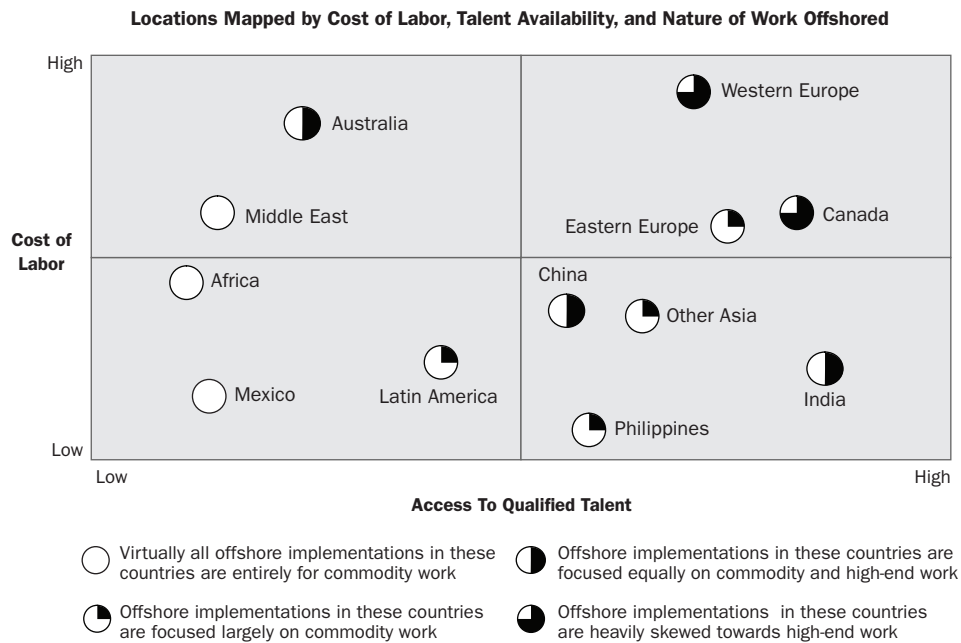 Locations Mapped by Cost of Labor, Talent Availability, and Nature of Work Offshored
High
Western Europe
Australia
Middle East
Canada
Eastern Europe
Cost of
Labor
China
Africa
Other Asia
Mexico
Latin America
India
Philippines
Low
Low
High
Access To Qualified Talent
Virtually all offshore implementations in these
countries are entirely for commodity work
Offshore implementations in these countries are
focused equally on commodity and high-end work
Offshore implementations in these countries
are focused largely on commodity work
Offshore implementations in these countries
are heavily skewed towards high-end work